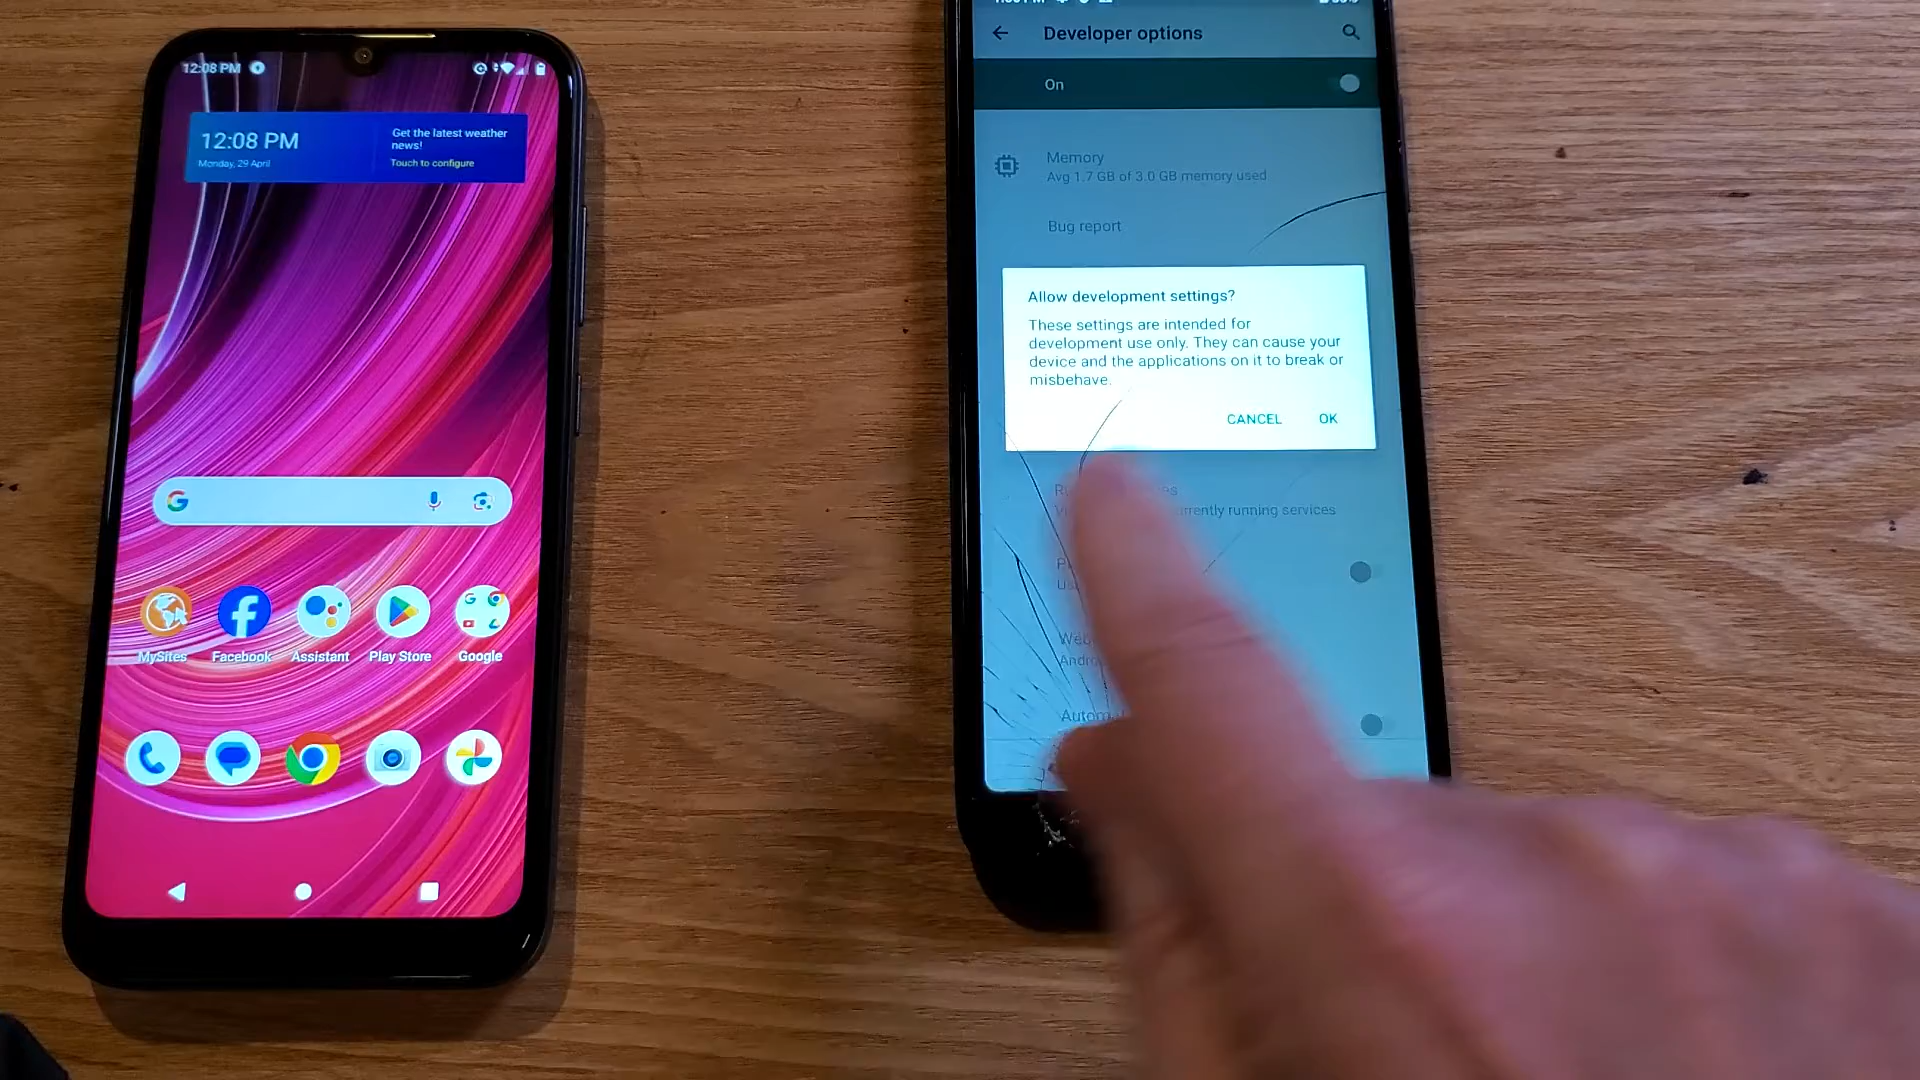 12:08 PM
12:08 PM
Monday, 29 April
Get the latest weather
news!
Touch to configure
MySites
Facebook
Assistant
Play Store
Google
Developer options
On
Memory
Avg 1.7 GB of 3.0 GB memory used
Bug report
Allow development settings?
These settings are intended for
development use only. They can cause your
device and the applications on it to break or
misbehave.
CANCEL
OK
running services